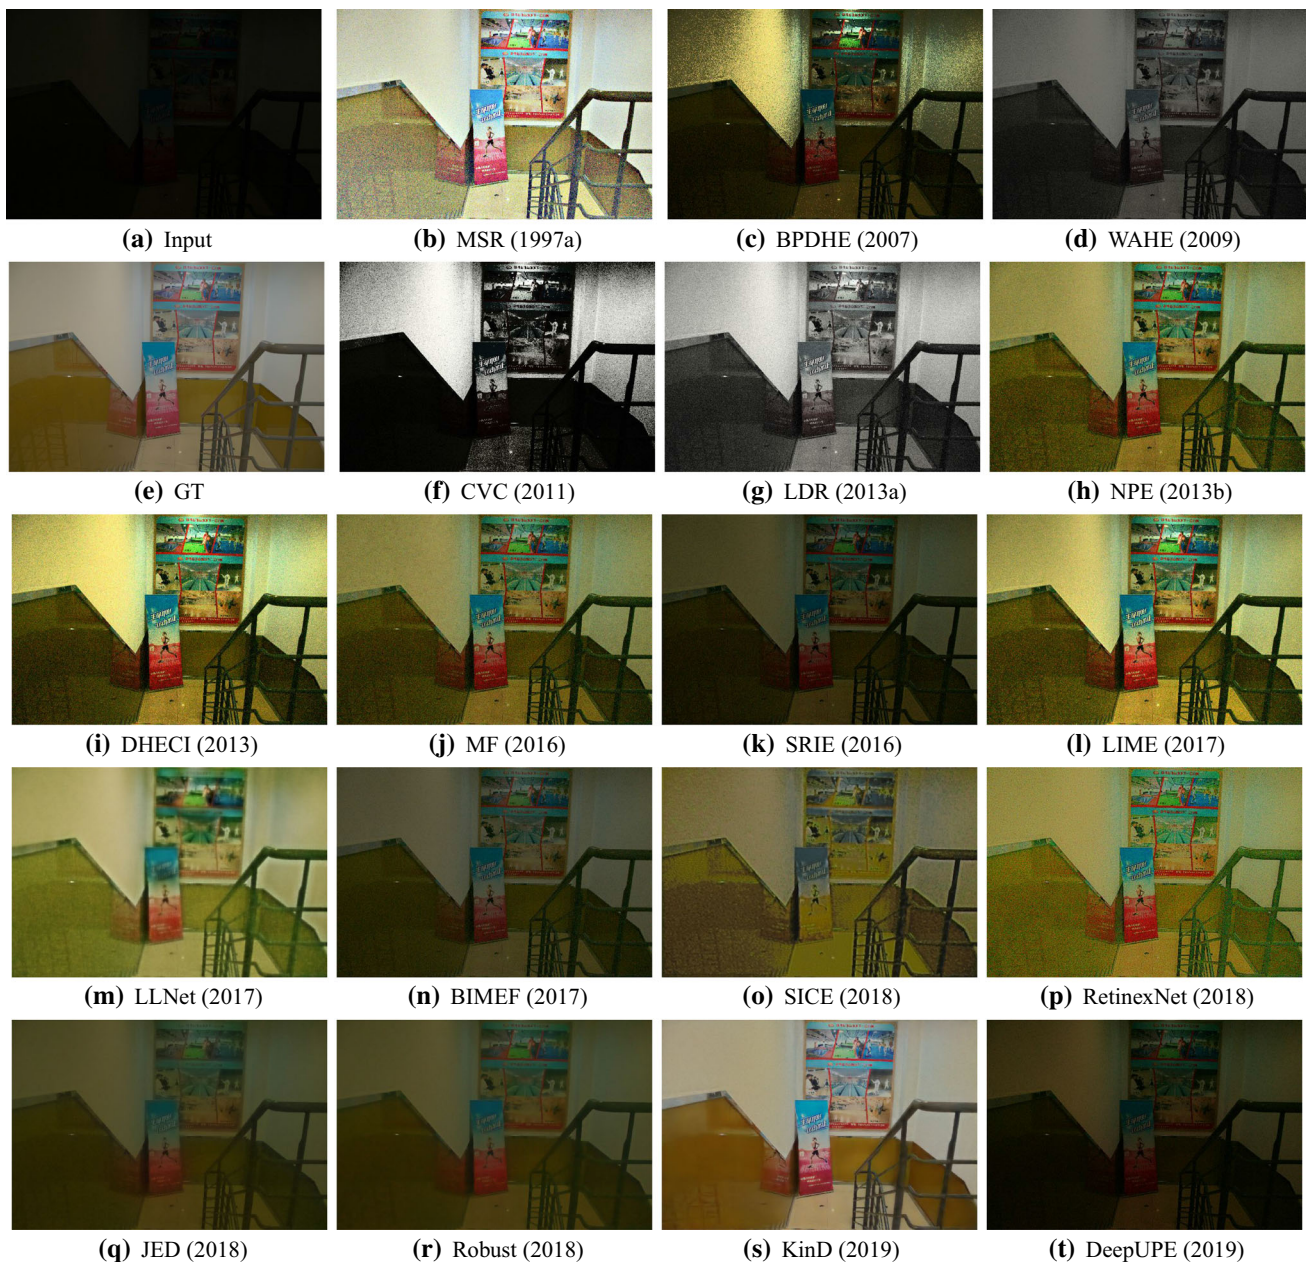 (a) Input
(b) MSR (1997a)
(c) BPDHE (2007)
(d) WAHE (2009)
(e) GT
(f) CVC (2011)
(g) LDR (2013a)
(h) NPE (2013b)
(i) DHECI (2013)
(j) MF (2016)
(k) SRIE (2016)
(l) LIME (2017)
(m) LLNet (2017)
(n) BIMEF (2017)
(o) SICE (2018)
(p) RetinexNet (2018)
(q) JED (2018)
(r) Robust (2018)
(s) KinD (2019)
(t) DeepUPE (2019)